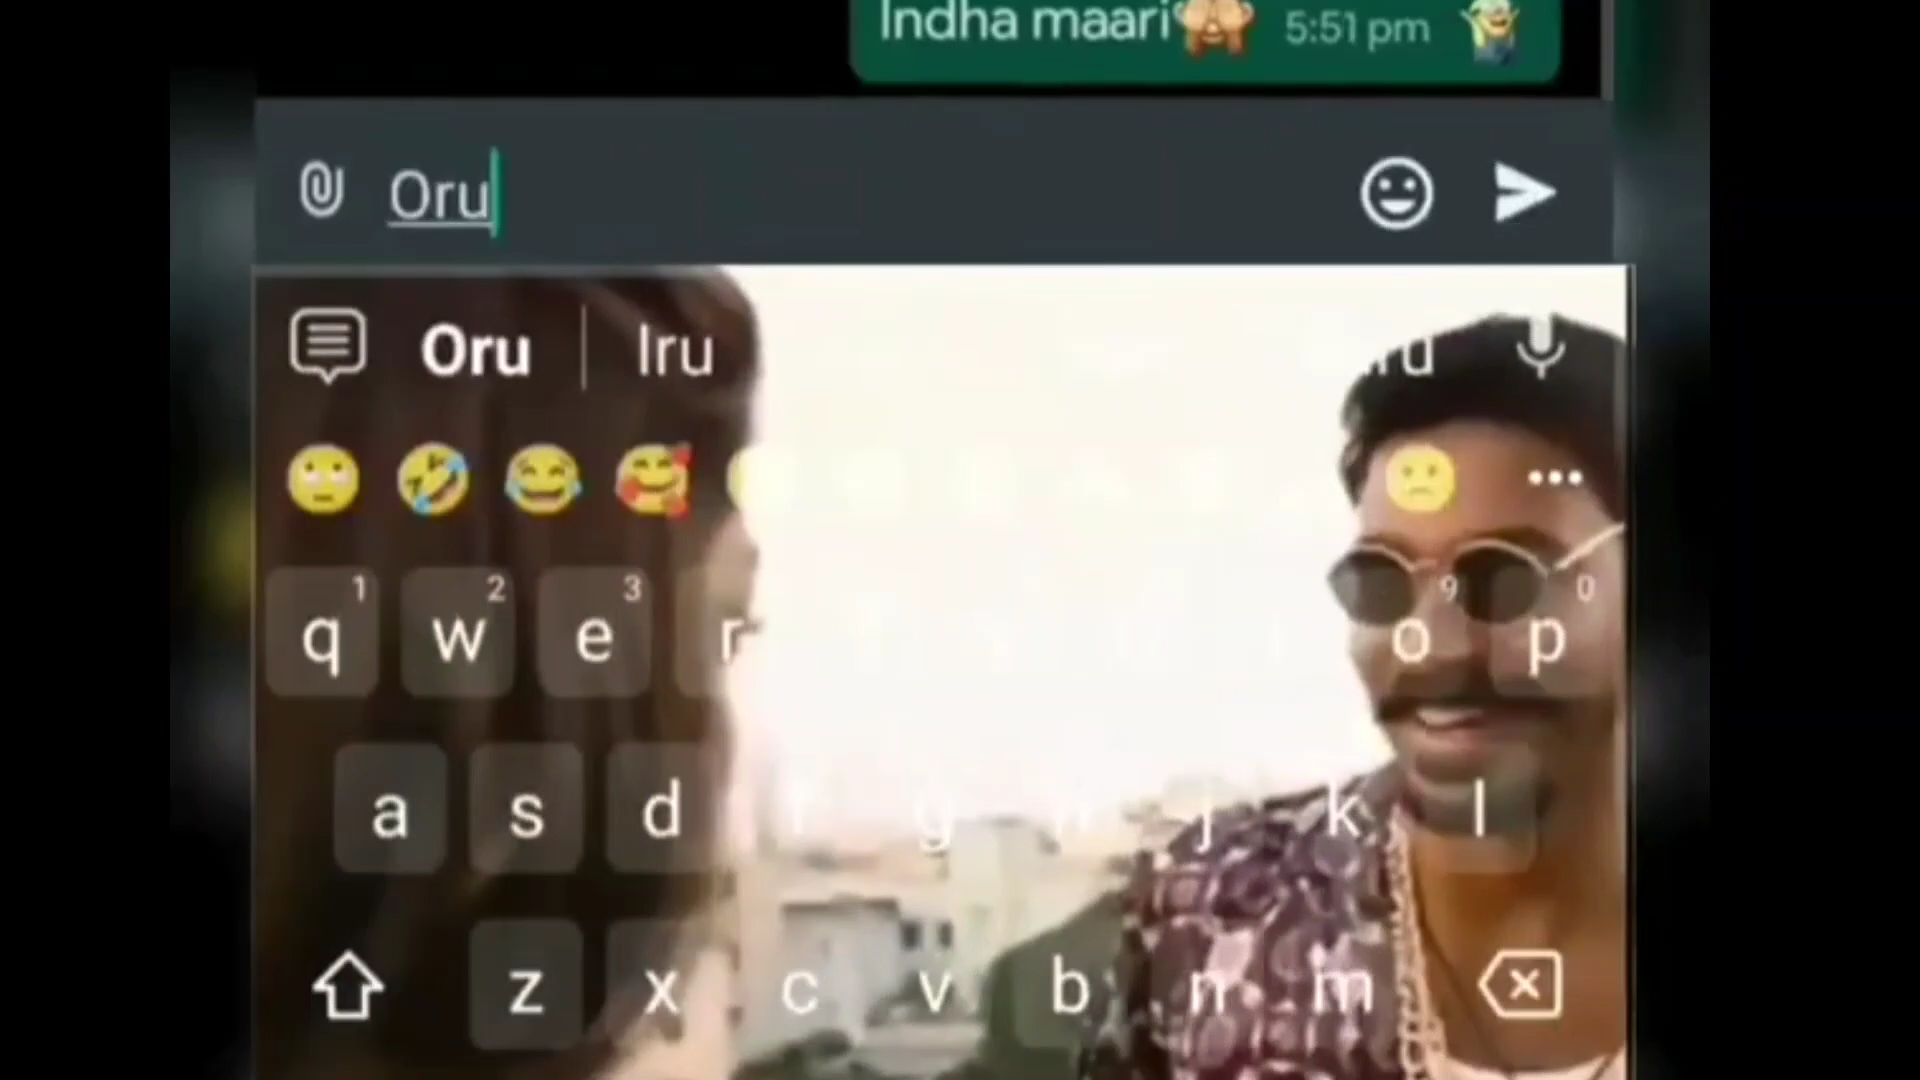 Indha maari🙈 5:51 pm
Oru
Oru Iru
1 2 3 9 0
q w e r o p
a s d f g h j k l
z x c v b n m